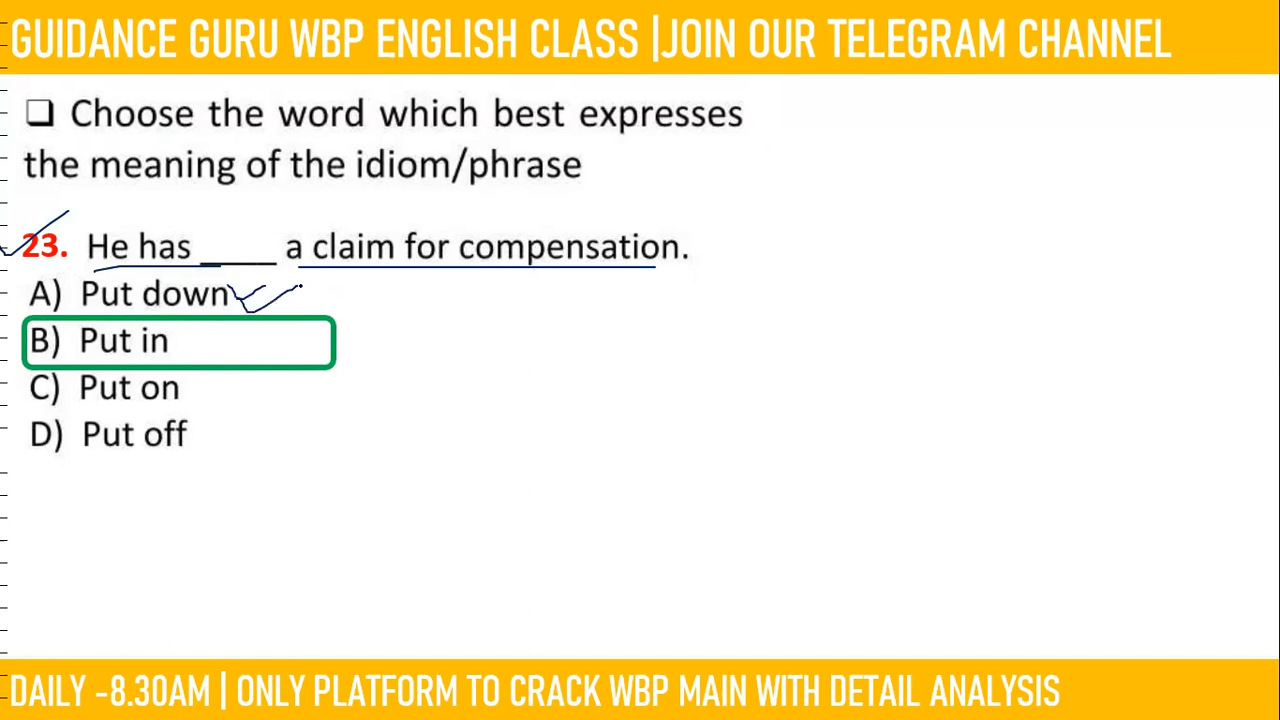 GUIDANCE GURU WBP ENGLISH CLASS |JOIN OUR TELEGRAM CHANNEL
❑ Choose the word which best expresses
the meaning of the idiom/phrase
23. He has ____ a claim for compensation.
A) Put down
B) Put in
C) Put on
D) Put off
DAILY -8.30AM | ONLY PLATFORM TO CRACK WBP MAIN WITH DETAIL ANALYSIS